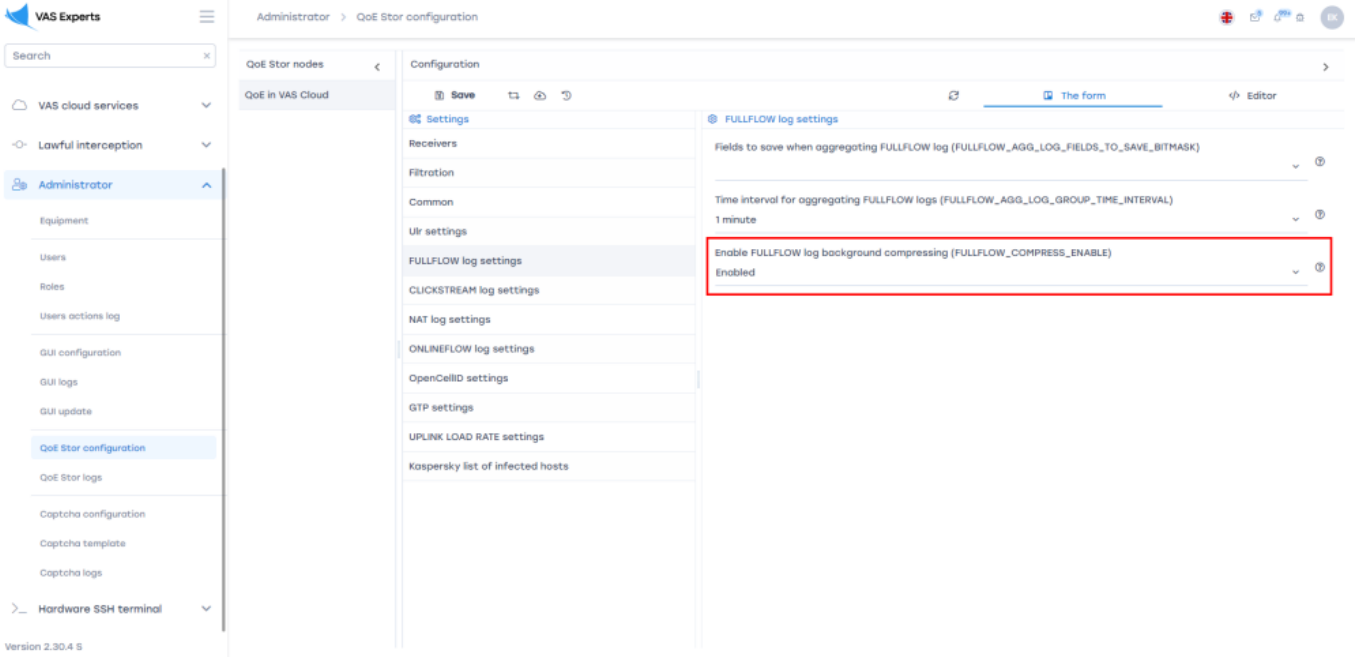 VAS Experts
Administrator > QoE Stor configuration
99+
EK
Search
VAS cloud services
Lawful interception
Administrator
Equipment
Users
Roles
Users actions log
GUI configuration
GUI logs
GUI update
QoE Stor configuration
QoE Stor logs
Captcha configuration
Captcha template
Captcha logs
Hardware SSH terminal
Version 2.30.4 S
QoE Stor nodes
QoE in VAS Cloud
Configuration
Save
The form
Editor
Settings
Receivers
Filtration
Common
Ulr settings
FULLFLOW log settings
CLICKSTREAM log settings
NAT log settings
ONLINEFLOW log settings
OpenCellID settings
GTP settings
UPLINK LOAD RATE settings
Kaspersky list of infected hosts
FULLFLOW log settings
Fields to save when aggregating FULLFLOW log (FULLFLOW_AGG_LOG_FIELDS_TO_SAVE_BITMASK)
Time interval for aggregating FULLFLOW logs (FULLFLOW_AGG_LOG_GROUP_TIME_INTERVAL)
1 minute
Enable FULLFLOW log background compressing (FULLFLOW_COMPRESS_ENABLE)
Enabled